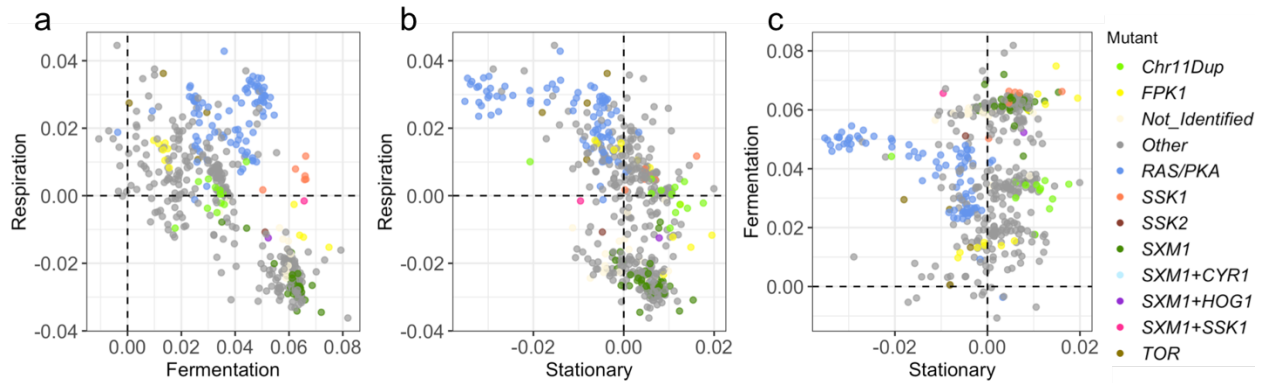 a
0.04
0.02
0.00
-0.02
-0.04
Respiration
0.00 0.02 0.04 0.06 0.08
Fermentation
b
0.04
0.02
0.00
-0.02
-0.04
Respiration
-0.02 0.00 0.02
Stationary
c
0.08
0.06
0.04
0.02
0.00
Fermentation
-0.02 0.00 0.02
Stationary
Mutant
Chr11Dup
FPK1
Not_Identified
Other
RAS/PKA
SSK1
SSK2
SXM1
SXM1+CYR1
SXM1+HOG1
SXM1+SSK1
TOR